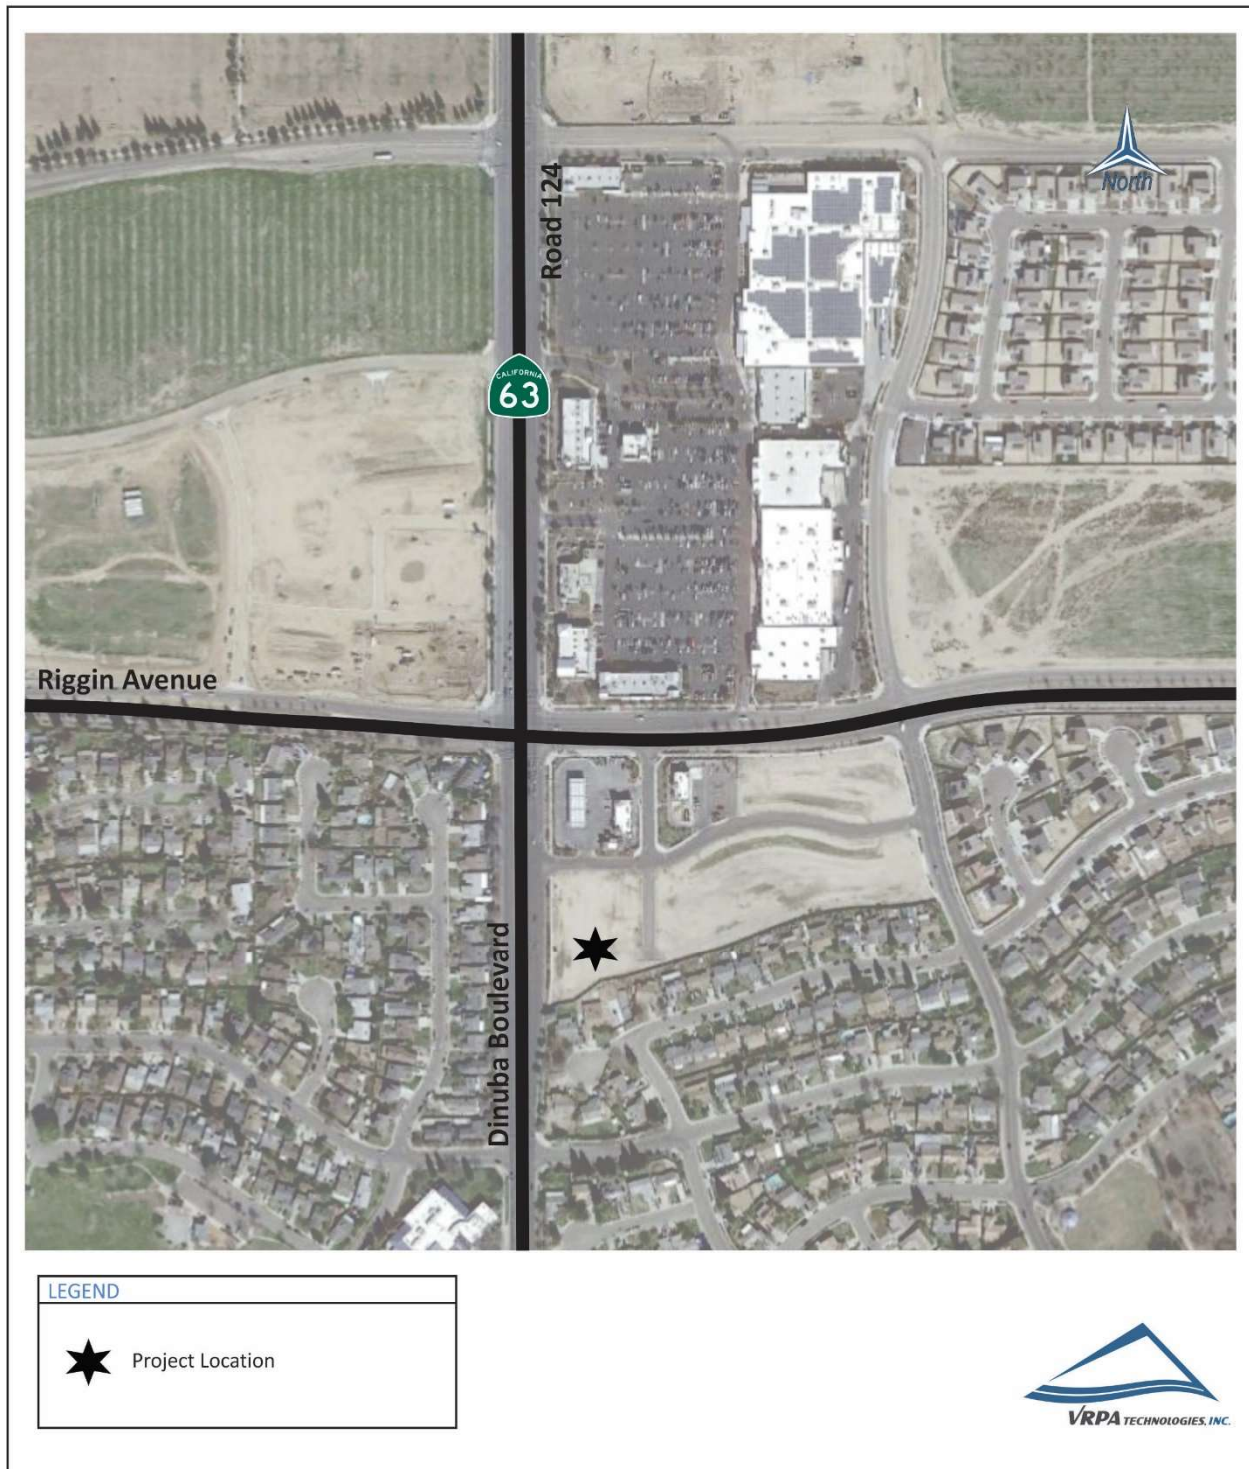 North
Road 124
CALIFORNIA
63
Riggin Avenue
Dinuba Boulevard
LEGEND
Project Location
VRPA TECHNOLOGIES, INC.